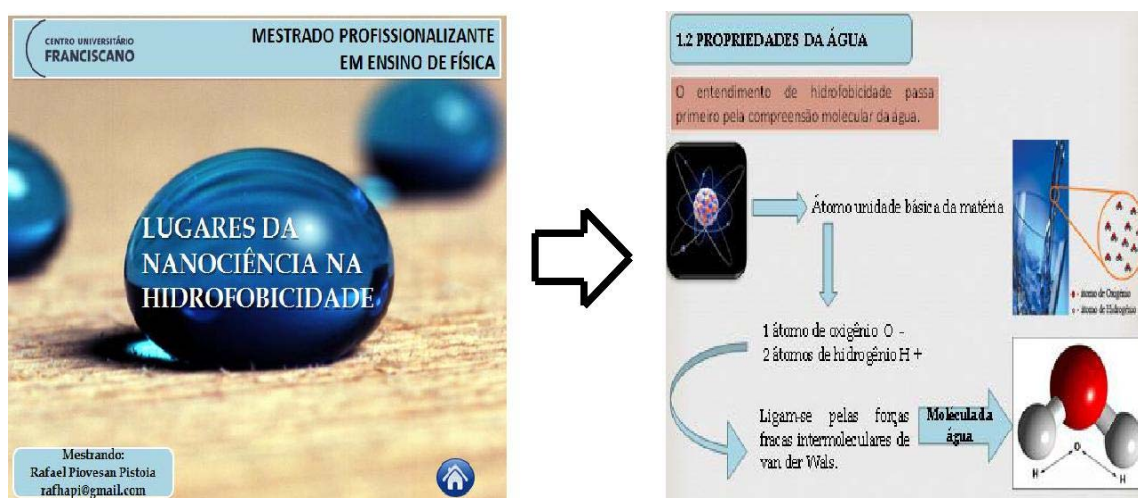 CENTRO UNIVERSITÁRIO
FRANCISCANO
MESTRADO PROFISSIONALIZANTE
EM ENSINO DE FÍSICA
LUGARES DA
NANOCIÊNCIA NA
HIDROFOBICIDADE
Mestrando:
Rafael Piovesan Pistoia
rafhapi@gmail.com
1.2 PROPRIEDADES DA ÁGUA
O entendimento de hidrofobicidade passa
primeiro pela compreensão molecular da água.
Átomo unidade básica da matéria
- átomo de Oxigênio
- átomo de Hidrogênio
1 átomo de oxigênio O -
2 átomos de hidrogênio H +
Ligam-se pelas forças
fracas intermoleculares de
van der Wals.
Molécula da
água
O
H H